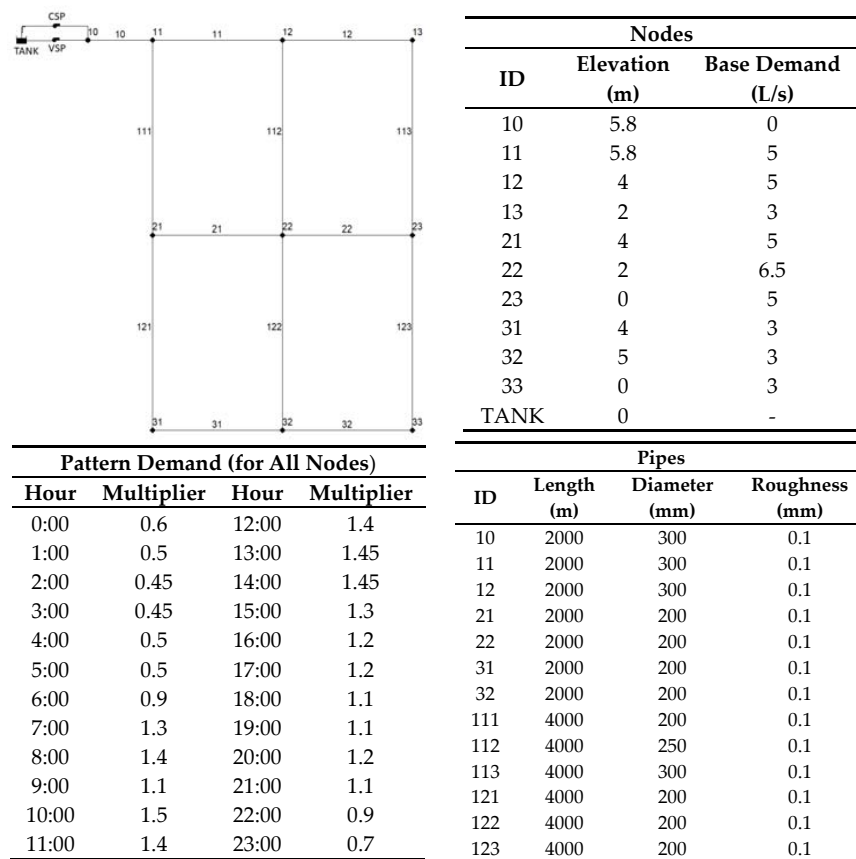 CSP
TANK VSP 10 10 11 11 12 12 13
111 112 113
21 21 22 22 23
121 122 123
31 31 32 32 33
Nodes
ID Elevation (m) Base Demand (L/s)
10 5.8 0
11 5.8 5
12 4 5
13 2 3
21 4 5
22 2 6.5
23 0 5
31 4 3
32 5 3
33 0 3
TANK 0 -
Pattern Demand (for All Nodes)
Hour Multiplier Hour Multiplier
0:00 0.6 12:00 1.4
1:00 0.5 13:00 1.45
2:00 0.45 14:00 1.45
3:00 0.45 15:00 1.3
4:00 0.5 16:00 1.2
5:00 0.5 17:00 1.2
6:00 0.9 18:00 1.1
7:00 1.3 19:00 1.1
8:00 1.4 20:00 1.2
9:00 1.1 21:00 1.1
10:00 1.5 22:00 0.9
11:00 1.4 23:00 0.7
Pipes
ID Length (m) Diameter (mm) Roughness (mm)
10 2000 300 0.1
11 2000 300 0.1
12 2000 300 0.1
21 2000 200 0.1
22 2000 200 0.1
31 2000 200 0.1
32 2000 200 0.1
111 4000 200 0.1
112 4000 250 0.1
113 4000 300 0.1
121 4000 200 0.1
122 4000 200 0.1
123 4000 200 0.1